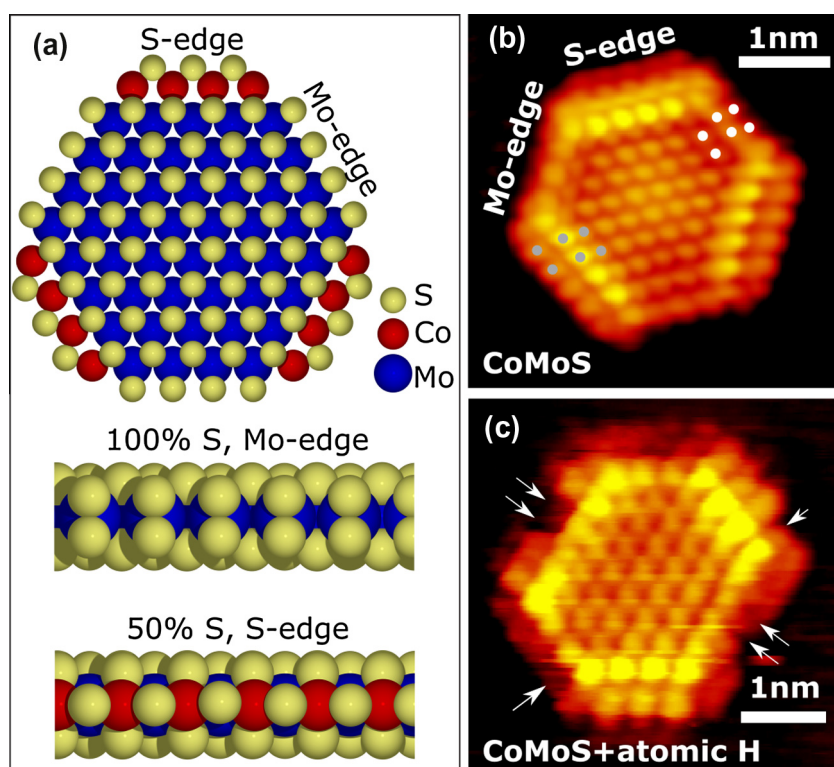 (a)
S-edge
Mo-edge
S
Co
Mo
100% S, Mo-edge
50% S, S-edge
(b)
S-edge
1nm
Mo-edge
CoMoS
(c)
1nm
CoMoS+atomic H